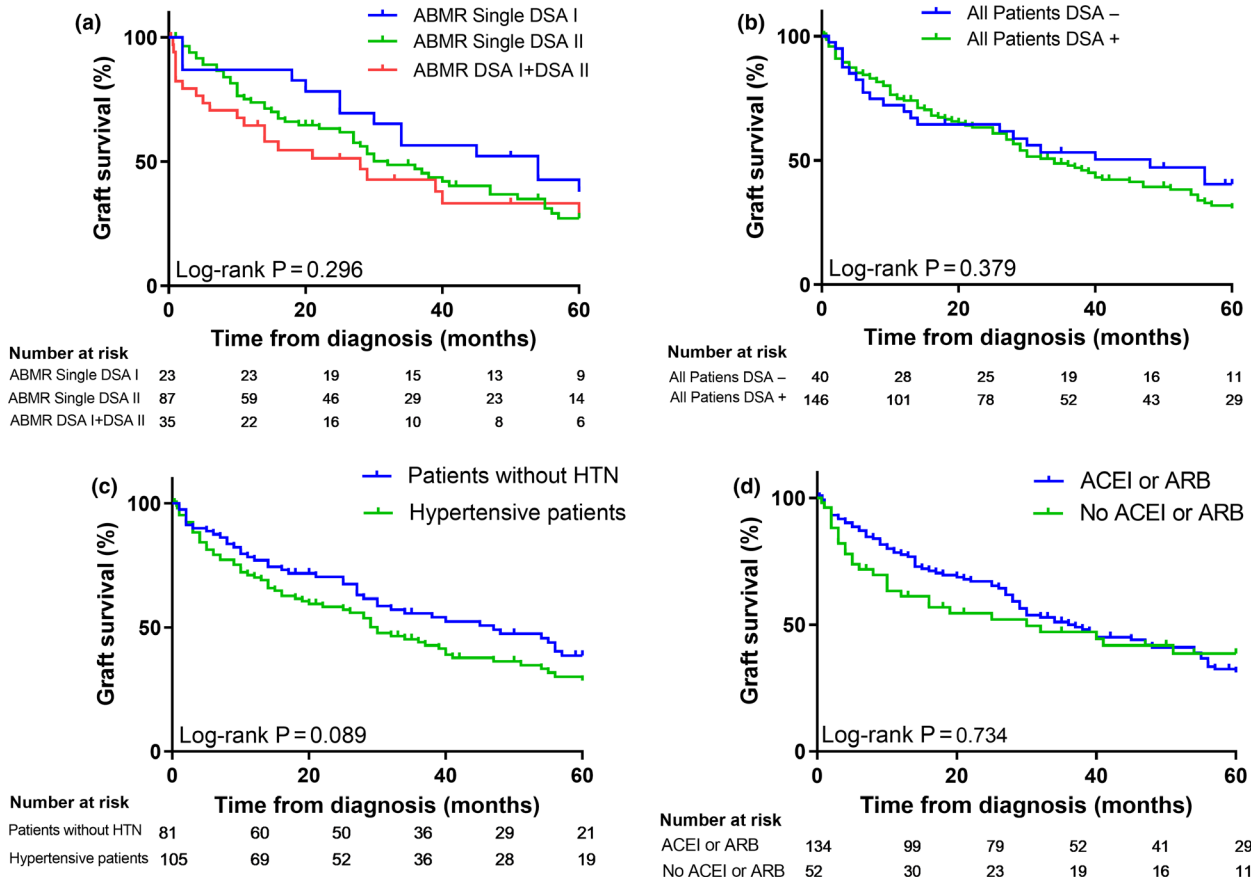 (a)
ABMR Single DSA I
ABMR Single DSA II
ABMR DSA I+DSA II
Graft survival (%)
100
50
0
Log-rank P = 0.296
0 20 40 60
Time from diagnosis (months)
Number at risk
ABMR Single DSA I 23 23 19 15 13 9
ABMR Single DSA II 87 59 46 29 23 14
ABMR DSA I+DSA II 35 22 16 10 8 6
(b)
All Patients DSA –
All Patients DSA +
Graft survival (%)
100
50
0
Log-rank P = 0.379
0 20 40 60
Time from diagnosis (months)
Number at risk
All Patiens DSA – 40 28 25 19 16 11
All Patiens DSA + 146 101 78 52 43 29
(c)
Patients without HTN
Hypertensive patients
Graft survival (%)
100
50
0
Log-rank P = 0.089
0 20 40 60
Time from diagnosis (months)
Number at risk
Patients without HTN 81 60 50 36 29 21
Hypertensive patients 105 69 52 36 28 19
(d)
ACEI or ARB
No ACEI or ARB
Graft survival (%)
100
50
0
Log-rank P = 0.734
0 20 40 60
Time from diagnosis (months)
Number at risk
ACEI or ARB 134 99 79 52 41 29
No ACEI or ARB 52 30 23 19 16 11